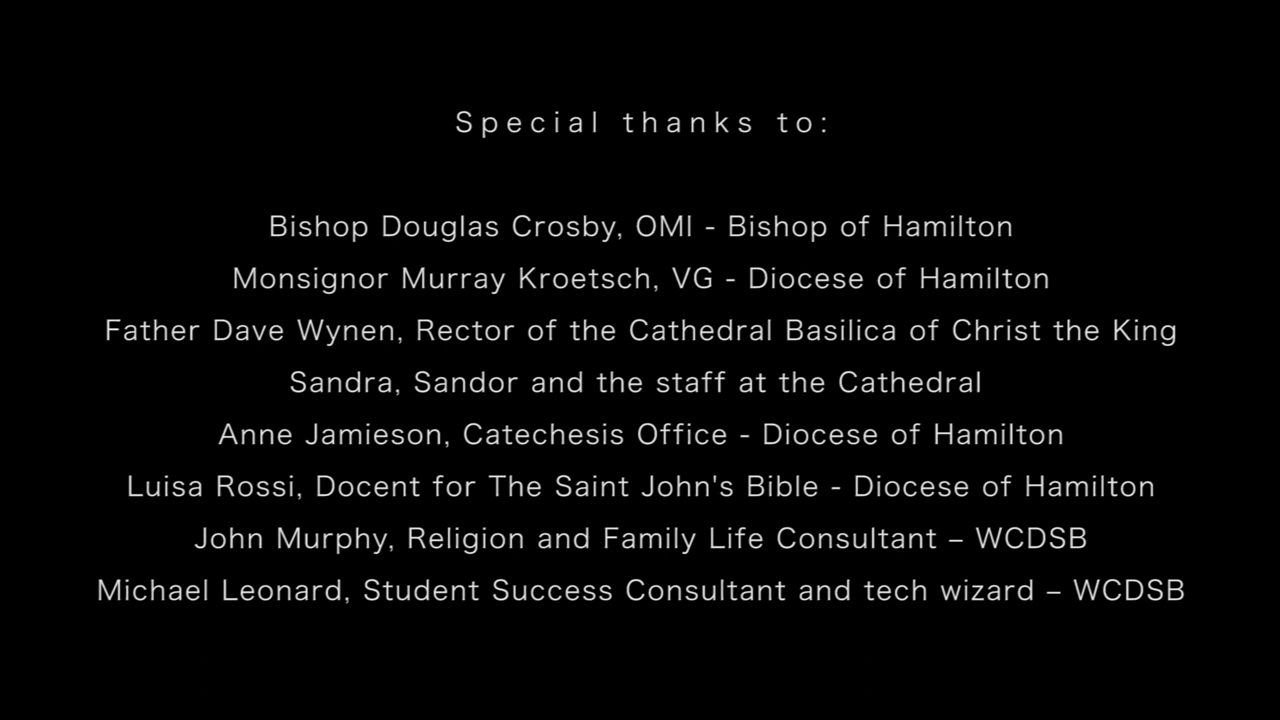 Special thanks to:
Bishop Douglas Crosby, OMI - Bishop of Hamilton
Monsignor Murray Kroetsch, VG - Diocese of Hamilton
Father Dave Wynen, Rector of the Cathedral Basilica of Christ the King
Sandra, Sandor and the staff at the Cathedral
Anne Jamieson, Catechesis Office - Diocese of Hamilton
Luisa Rossi, Docent for The Saint John's Bible - Diocese of Hamilton
John Murphy, Religion and Family Life Consultant – WCDSB
Michael Leonard, Student Success Consultant and tech wizard – WCDSB